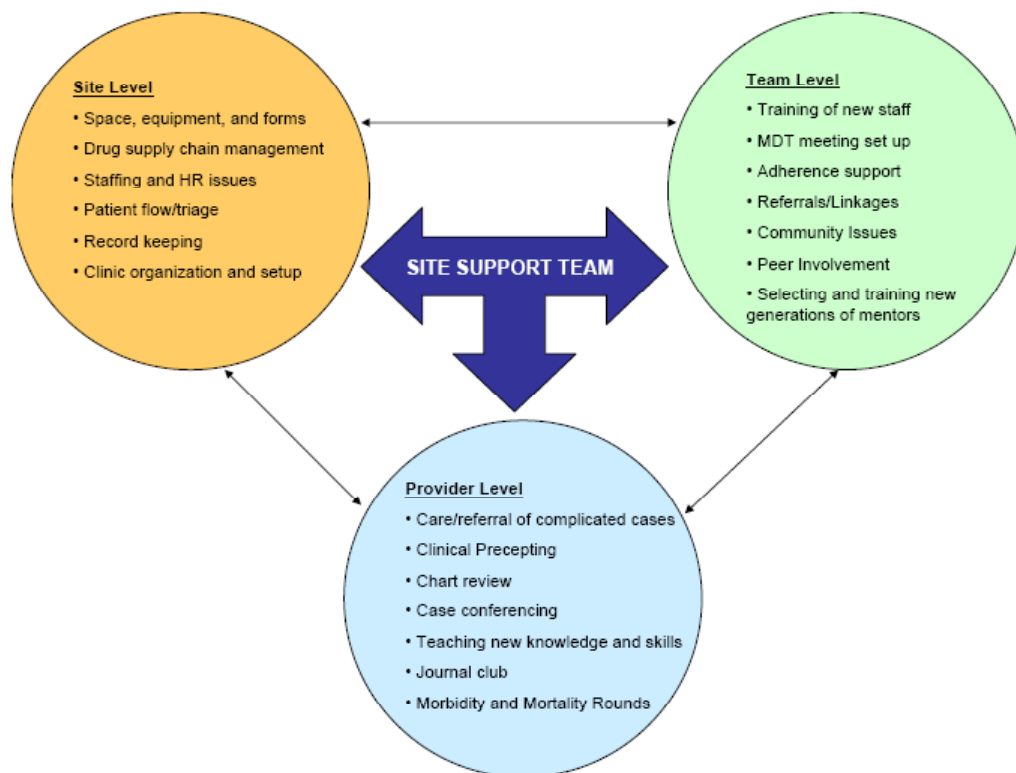 Site Level
• Space, equipment, and forms
• Drug supply chain management
• Staffing and HR issues
• Patient flow/triage
• Record keeping
• Clinic organization and setup
Team Level
• Training of new staff
• MDT meeting set up
• Adherence support
• Referrals/Linkages
• Community Issues
• Peer Involvement
• Selecting and training new
generations of mentors
SITE SUPPORT TEAM
Provider Level
• Care/referral of complicated cases
• Clinical Precepting
• Chart review
• Case conferencing
• Teaching new knowledge and skills
• Journal club
• Morbidity and Mortality Rounds